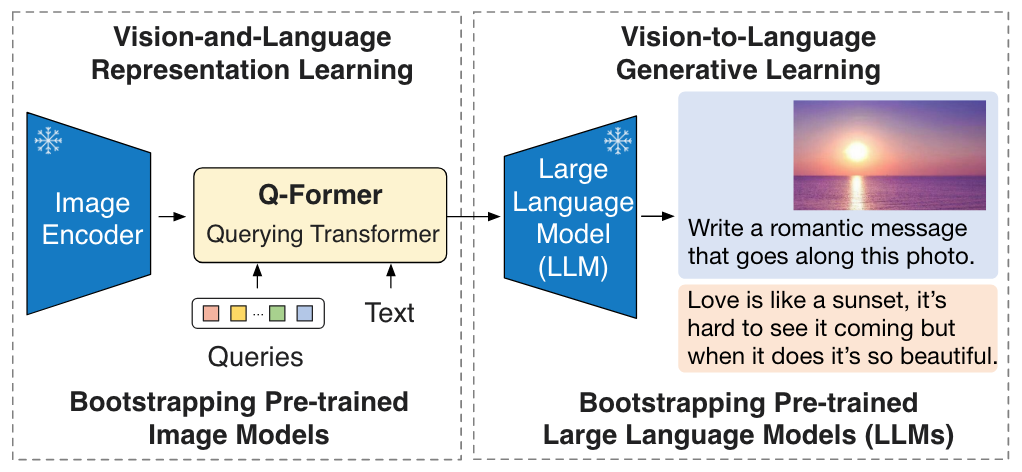 Vision-and-Language
Representation Learning
Image
Encoder
Q-Former
Querying Transformer
...
Queries
Text
Bootstrapping Pre-trained
Image Models
Vision-to-Language
Generative Learning
Large
Language
Model
(LLM)
Write a romantic message
that goes along this photo.
Love is like a sunset, it's
hard to see it coming but
when it does it's so beautiful.
Bootstrapping Pre-trained
Large Language Models (LLMs)